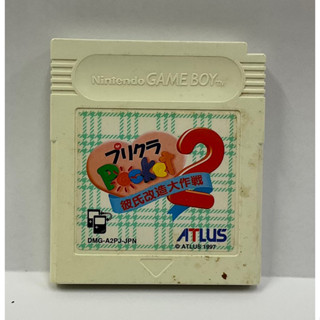 Nintendo GAME BOY TM
プリクラ
Pocket 2
彼氏改造大作戦
DMG-A2PJ-JPN
ATLUS
© ATLUS 1997